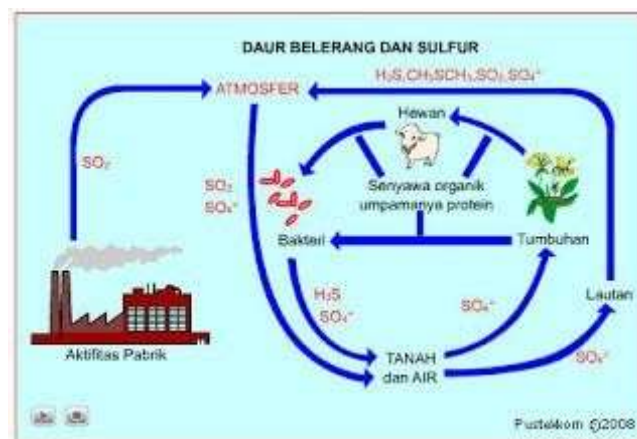 DAUR BELERANG DAN SULFUR
H₂S,CH₃SCH₃,SO₂,SO₄⁼
ATMOSFER
Hewan
SO₂
SO₂
SO₄⁼
Senyawa organik
umpamanya protein
Bakteri
Tumbuhan
H₂S
SO₄⁼
SO₄⁼
Lautan
Aktifitas Pabrik
TANAH
dan AIR
SO₄⁼
Pustekkom ©2008